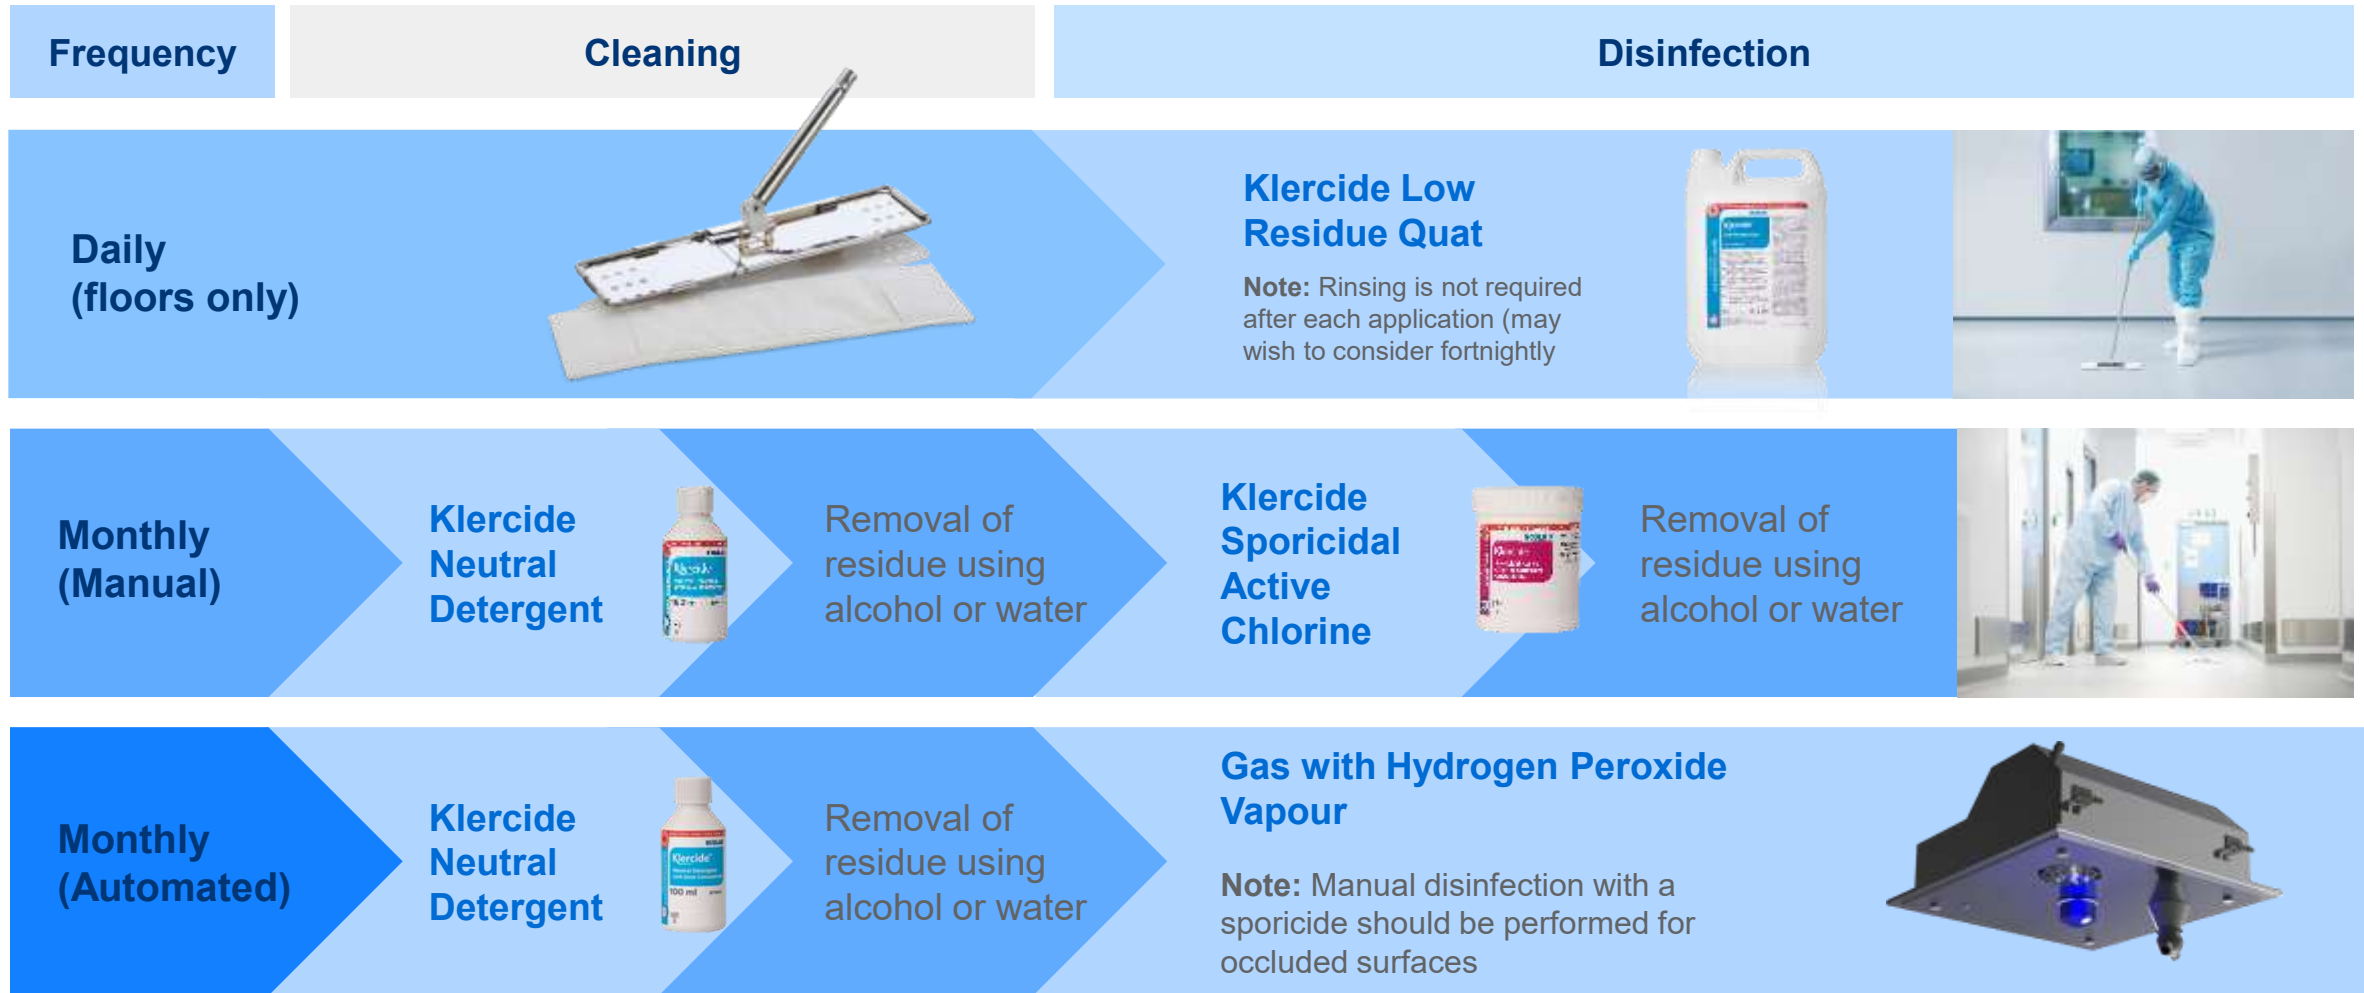 Frequency
Cleaning
Disinfection
Daily
(floors only)
Klercide Low
Residue Quat
Note: Rinsing is not required
after each application (may
wish to consider fortnightly
Monthly
(Manual)
Klercide
Neutral
Detergent
Removal of
residue using
alcohol or water
Klercide
Sporicidal
Active
Chlorine
Removal of
residue using
alcohol or water
Monthly
(Automated)
Klercide
Neutral
Detergent
Klercide
100 ml
Removal of
residue using
alcohol or water
Gas with Hydrogen Peroxide
Vapour
Note: Manual disinfection with a
sporicide should be performed for
occluded surfaces